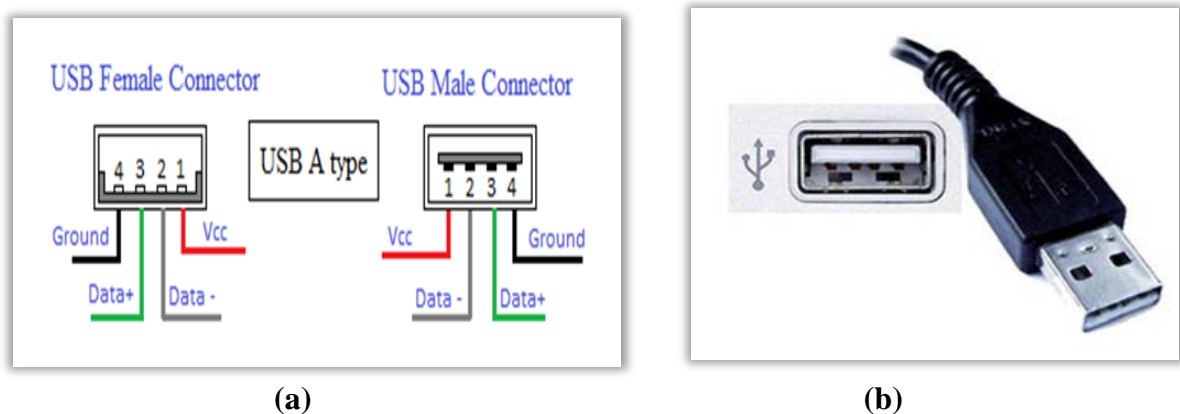 USB Female Connector
USB Male Connector
USB A type
4 3 2 1
1 2 3 4
Ground
Vcc
Data+
Data -
Vcc
Ground
Data -
Data+
(a)
(b)